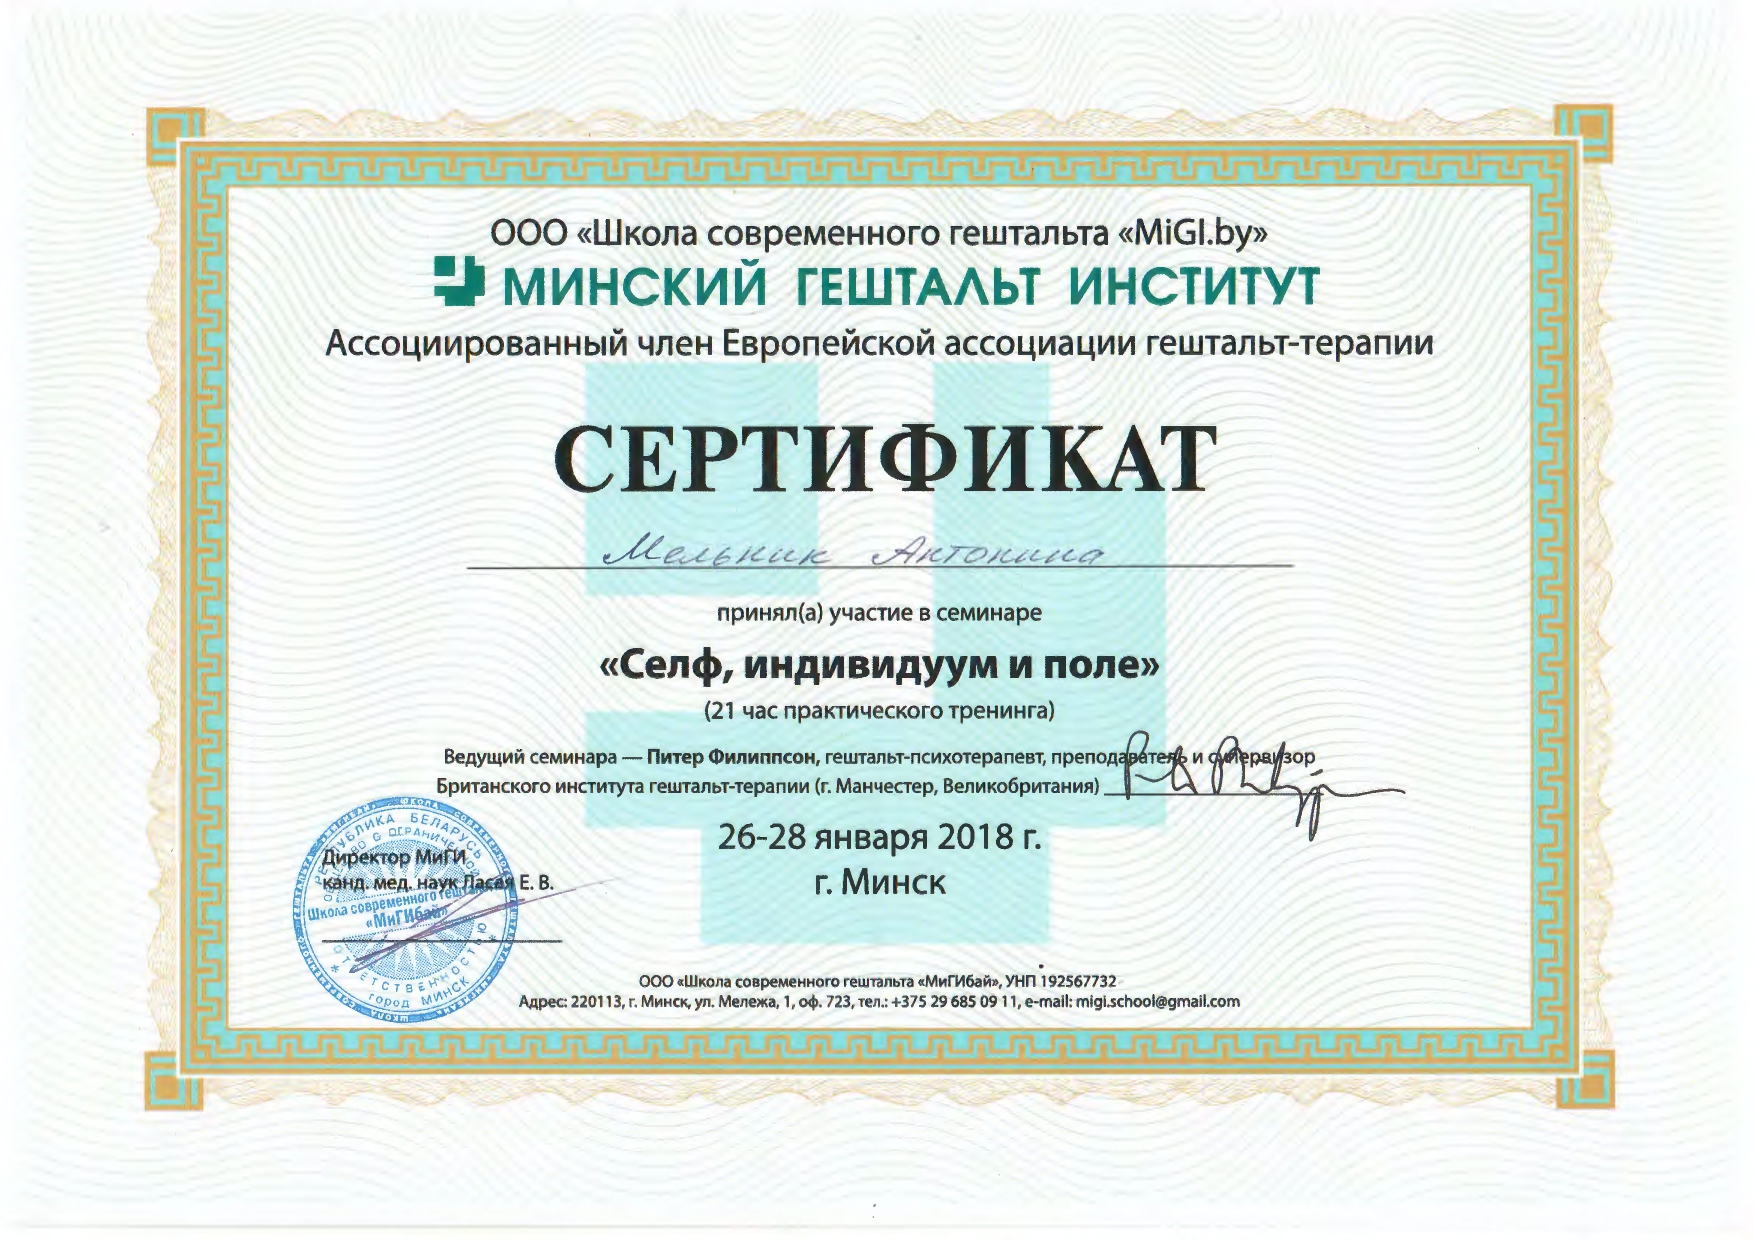 ООО «Школа современного гештальта «MiGI.by»
МИНСКИЙ ГЕШТАЛЬТ ИНСТИТУТ
Ассоциированный член Европейской ассоциации гештальт-терапии
СЕРТИФИКАТ
Мельник Антонина
принял(а) участие в семинаре
«Селф, индивидуум и поле»
(21 час практического тренинга)
Ведущий семинара — Питер Филиппсон, гештальт-психотерапевт, преподаватель и супервизор
Британского института гештальт-терапии (г. Манчестер, Великобритания)
26-28 января 2018 г.
г. Минск
Директор МиГИ
канд. мед. наук Ласая Е. В.
РЕСПУБЛИКА БЕЛАРУСЬ
Школа современного гештальта
«МиГИбай»
ОТВЕТСТВЕННОСТЬЮ
город МИНСК
ООО «Школа современного гештальта «МиГИбай», УНП 192567732
Адрес: 220113, г. Минск, ул. Мележа, 1, оф. 723, тел.: +375 29 685 09 11, e-mail: migi.school@gmail.com